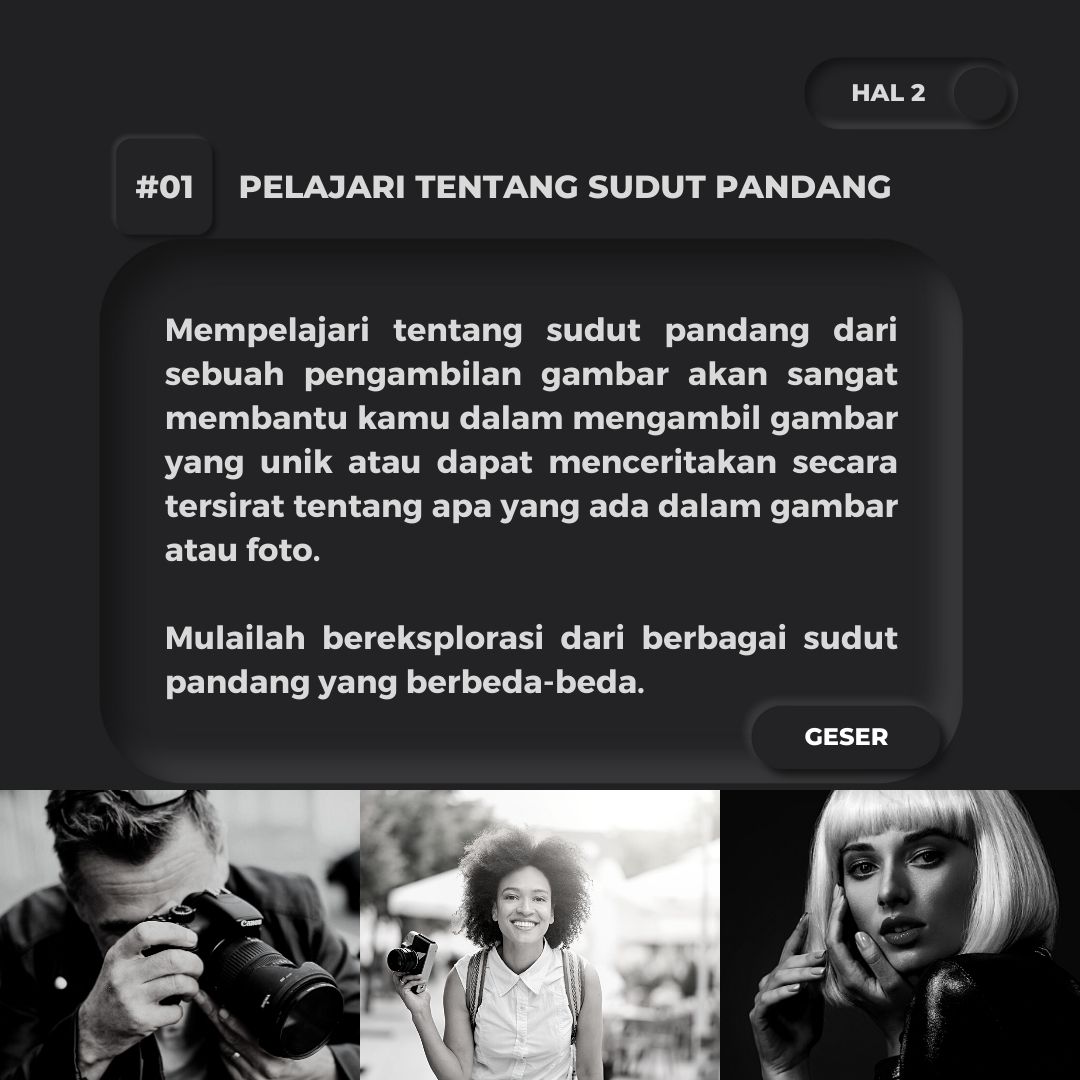 HAL 2
#01 PELAJARI TENTANG SUDUT PANDANG
Mempelajari tentang sudut pandang dari
sebuah pengambilan gambar akan sangat
membantu kamu dalam mengambil gambar
yang unik atau dapat menceritakan secara
tersirat tentang apa yang ada dalam gambar
atau foto.
Mulailah bereksplorasi dari berbagai sudut
pandang yang berbeda-beda.
GESER
Canon